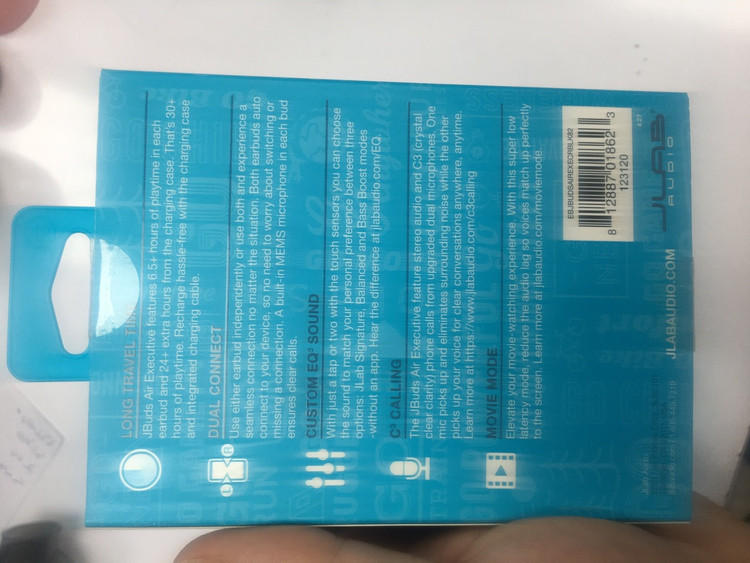 LONG TRAVEL TIME
JBuds Air Executive features 6.5+ hours of playtime in each
earbud and 24+ extra hours from the charging case. That's 30+
hours of playtime. Recharge hassle-free with the charging case
and integrated charging cable.
L R
DUAL CONNECT
Use either earbud independently or use both and experience a
seamless connection no matter the situation. Both earbuds auto
connect to your device, so no need to worry about switching or
missing a connection. A built-in MEMS microphone in each bud
ensures clear calls.
CUSTOM EQ³ SOUND
With just a tap or two with the touch sensors you can choose
the sound to match your personal preference between three
options: JLab Signature, Balanced and Bass Boost modes
-without an app. Hear the difference at jlabaudio.com/EQ.
C³ CALLING
The JBuds Air Executive feature stereo audio and C3 (crystal
clear clarity) phone calls from upgraded dual microphones. One
mic picks up and eliminates surrounding noise while the other
picks up your voice for clear conversations anywhere, anytime.
Learn more at https://www.jlabaudio.com/c3calling
MOVIE MODE
Elevate your movie-watching experience. With this super low
latency mode, reduce the audio lag so voices match up perfectly
to the screen. Learn more at jlabaudio.com/moviemode.
EBJBUDSAIREXECRBLK82
8 12887 01862 3
123120
4.27
JLAB
AUDIO
JLABAUDIO.COM